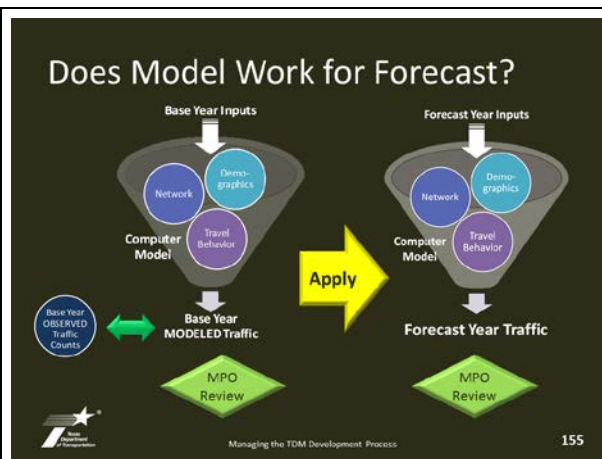 Does Model Work for Forecast?
Base Year Inputs
Network
Demo-
graphics
Travel
Behavior
Computer
Model
Base Year
MODELED Traffic
Base Year
OBSERVED
Traffic
Counts
MPO
Review
Apply
Forecast Year Inputs
Network
Demo-
graphics
Travel
Behavior
Computer
Model
Forecast Year Traffic
MPO
Review
Texas
Department
of Transportation
Managing the TDM Development Process
155